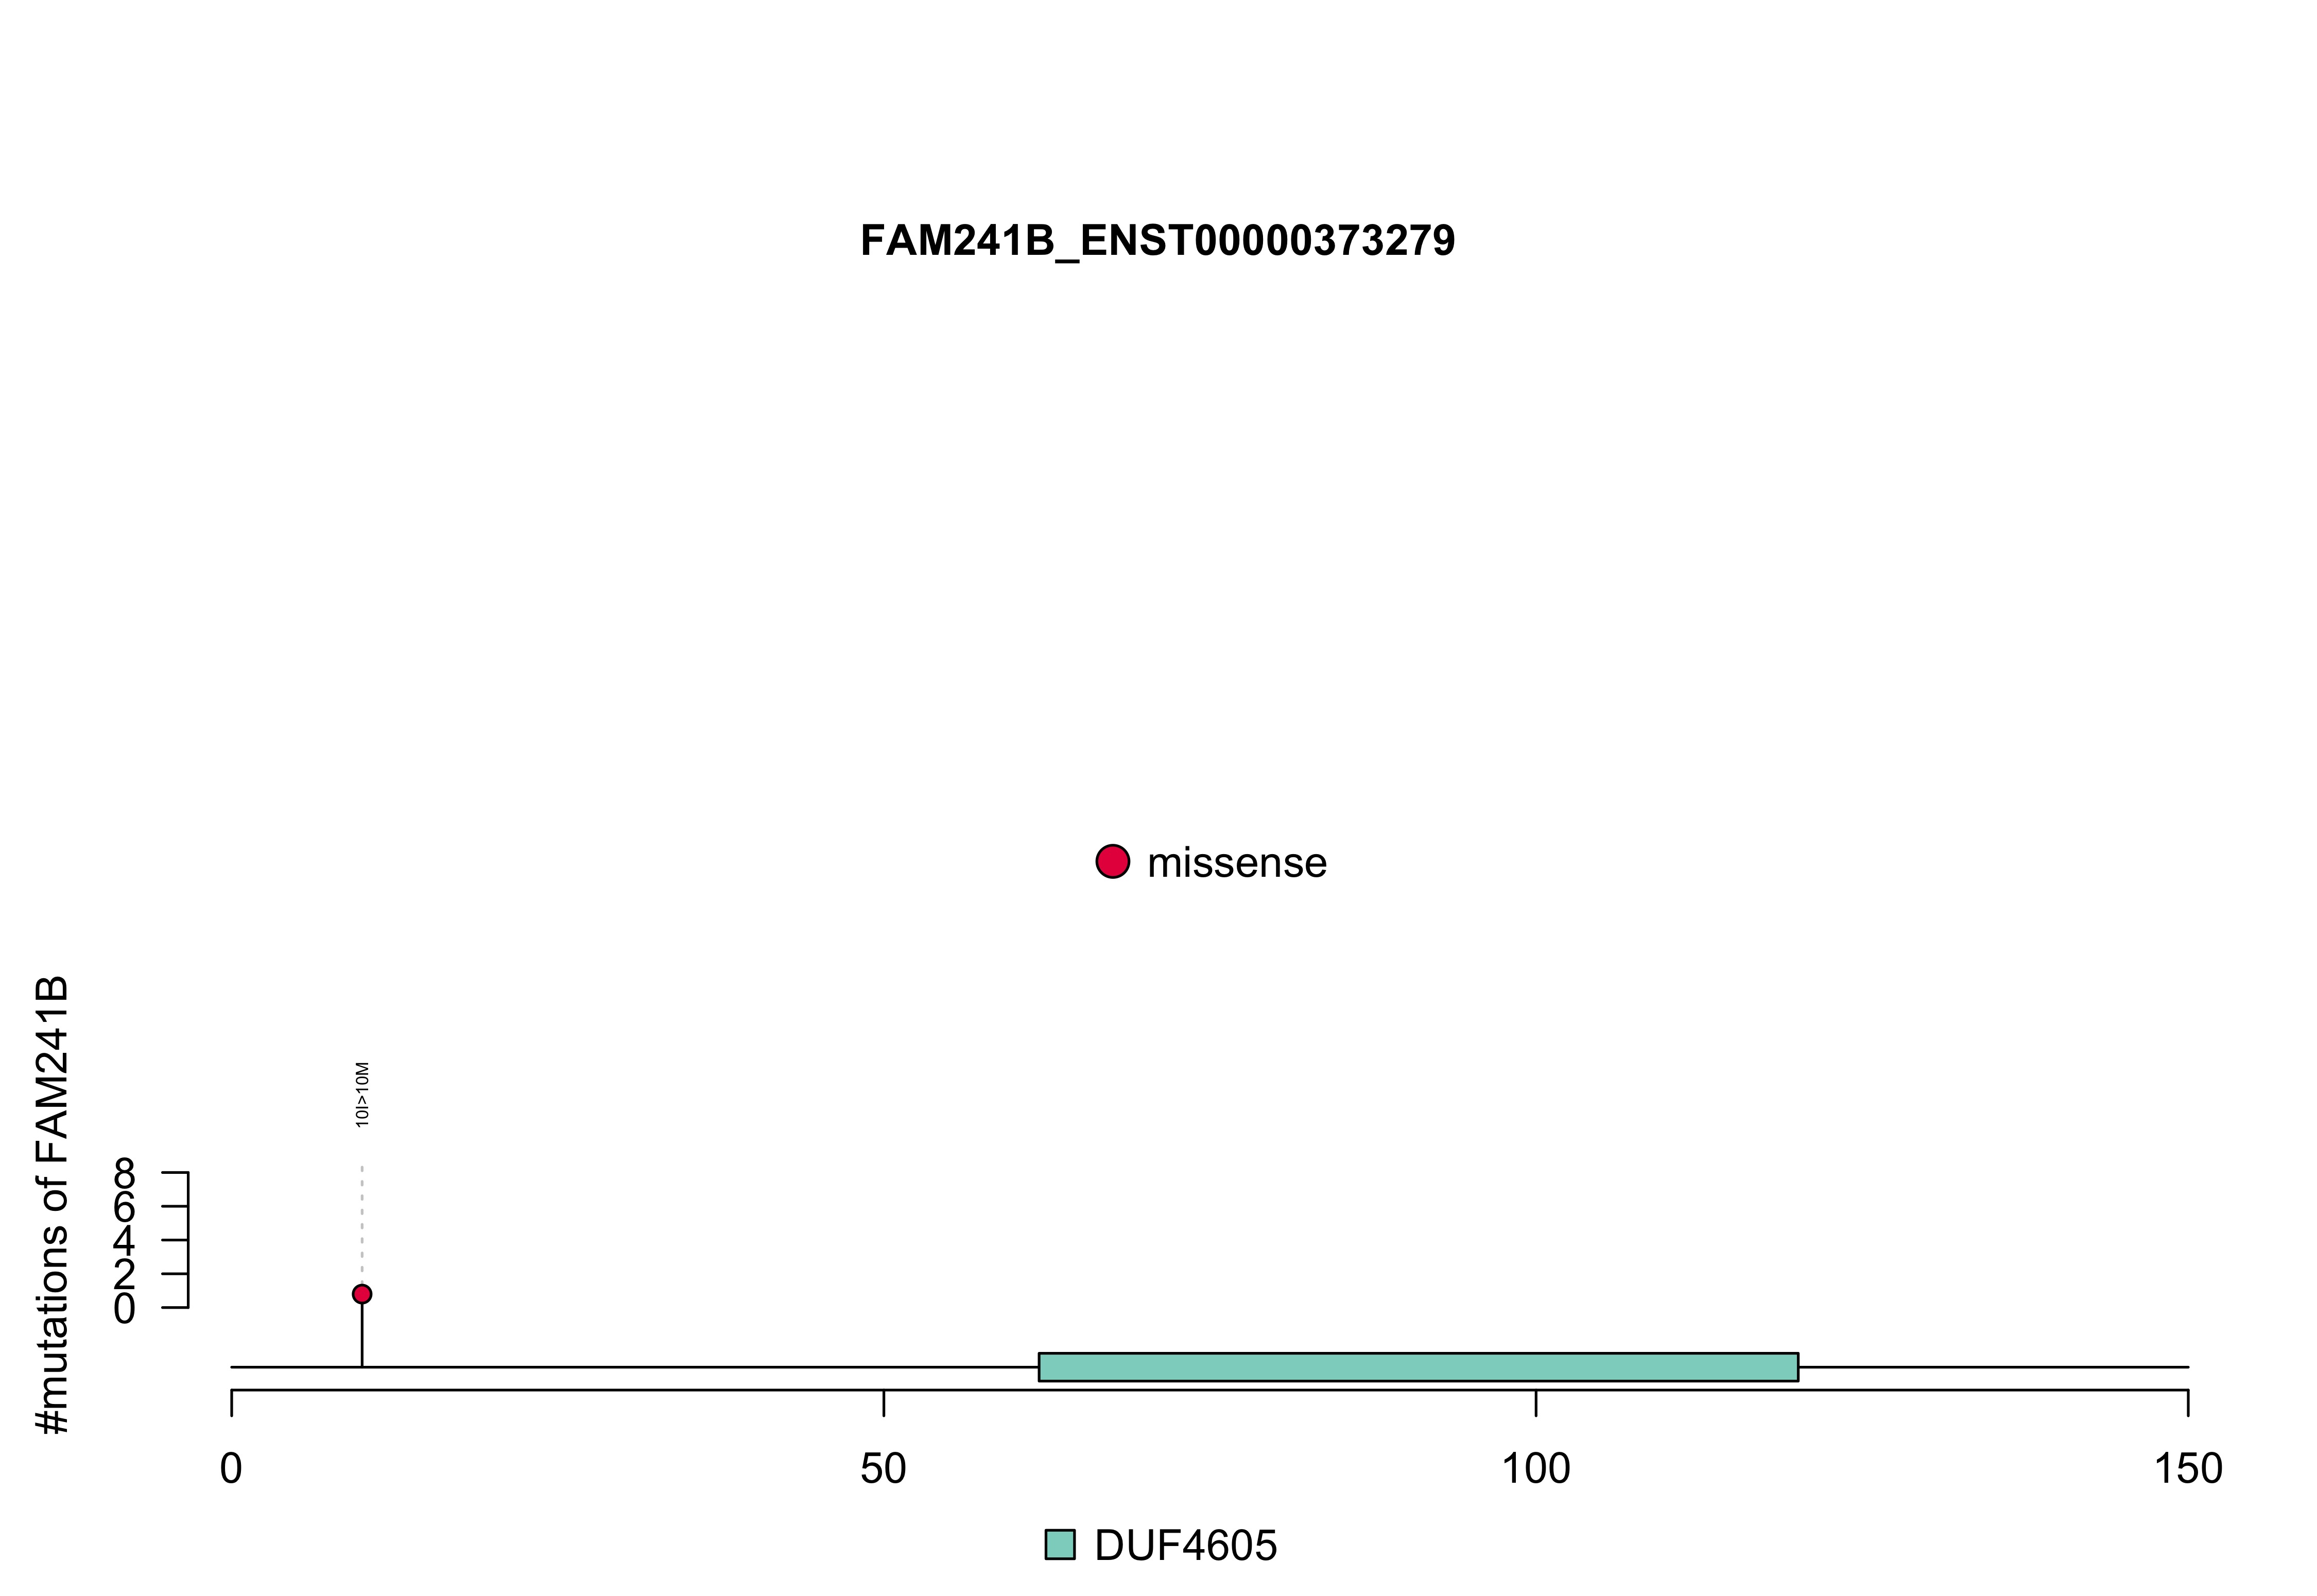 FAM241B_ENST00000373279
missense
#mutations of FAM241B
10I>10M
8
6
4
2
0
0 50 100 150
DUF4605